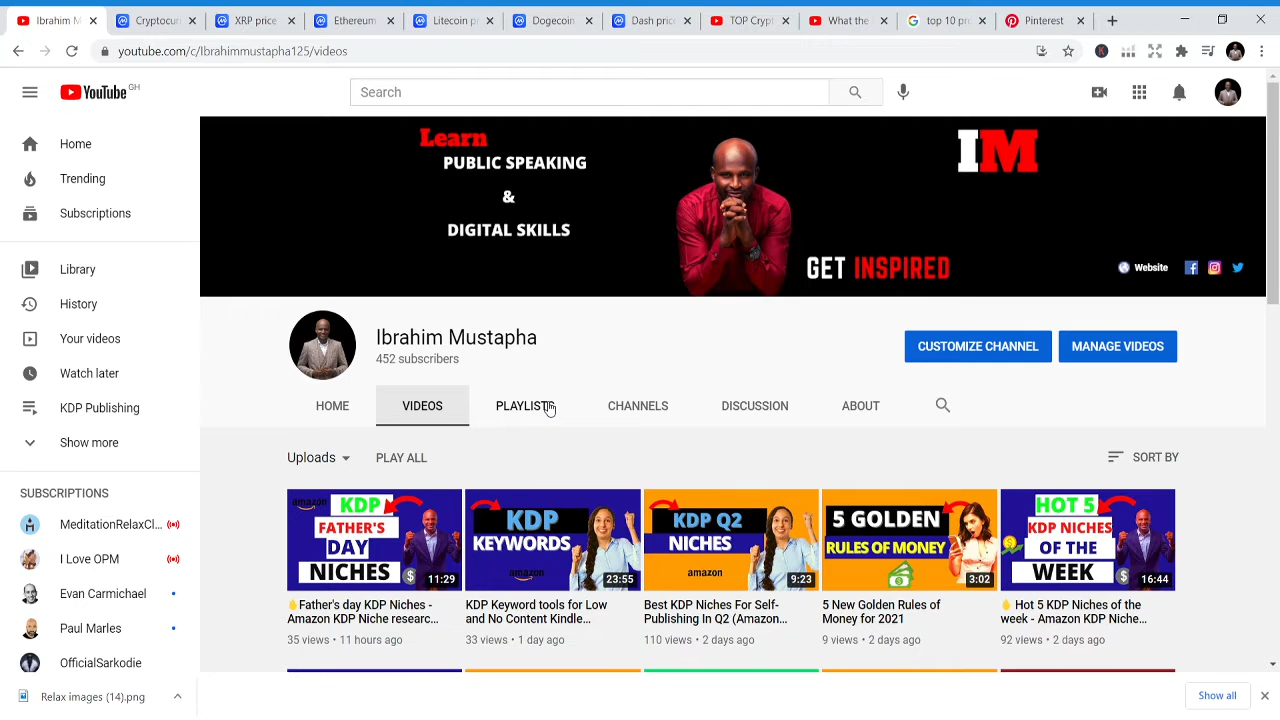 Ibrahim M
Cryptocur
XRP price
Ethereum
Litecoin p
Dogecoin
Dash price
TOP Crypt
What the
top 10 pr
Pinterest
youtube.com/c/Ibrahimmustapha125/videos
YouTube GH
Search
Learn
PUBLIC SPEAKING
&
DIGITAL SKILLS
IM
GET INSPIRED
Website
Home
Trending
Subscriptions
Library
History
Your videos
Watch later
KDP Publishing
Show more
SUBSCRIPTIONS
MeditationRelaxCl...
I Love OPM
Evan Carmichael
Paul Marles
OfficialSarkodie
Ibrahim Mustapha
452 subscribers
CUSTOMIZE CHANNEL
MANAGE VIDEOS
HOME
VIDEOS
PLAYLISTS
CHANNELS
DISCUSSION
ABOUT
Uploads
PLAY ALL
SORT BY
amazon
KDP
FATHER'S
DAY
NICHES
11:29
Father's day KDP Niches -
Amazon KDP Niche researc...
35 views • 11 hours ago
KDP
KEYWORDS
amazon
23:55
KDP Keyword tools for Low
and No Content Kindle...
33 views • 1 day ago
KDP Q2
NICHES
amazon
9:23
Best KDP Niches For Self-
Publishing In Q2 (Amazon...
110 views • 2 days ago
5 GOLDEN
RULES OF MONEY
3:02
5 New Golden Rules of
Money for 2021
9 views • 2 days ago
HOT 5
KDP NICHES
OF THE
WEEK
16:44
Hot 5 KDP Niches of the
week - Amazon KDP Niche...
92 views • 2 days ago
Relax images (14).png
Show all